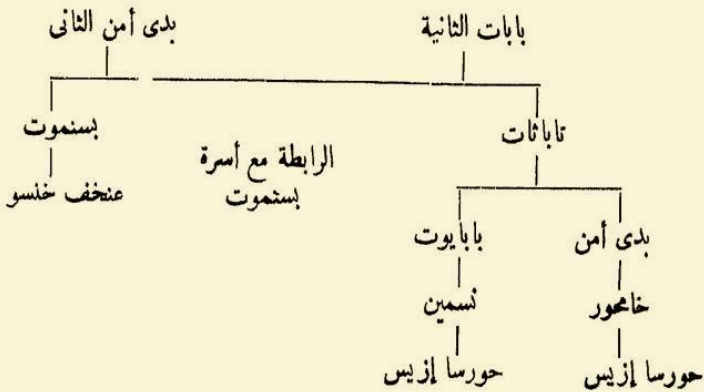 بابات الثانية
بدى أمن الثانى
تاباثات
بسنموت
الرابطة مع أسرة
بستموت
عنخف خنسو
بدى أمن
بابايوت
خامحور
نسمين
حورسا إزيس
حورسا إزيس